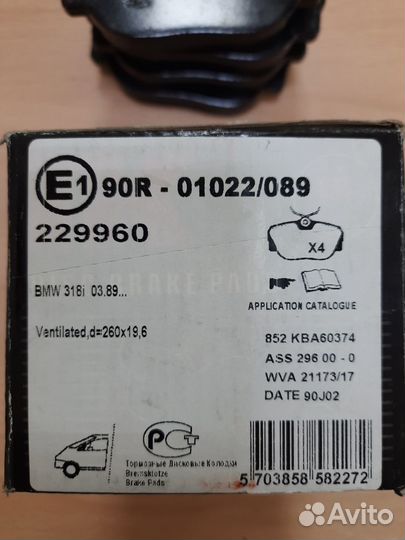 E1 90R - 01022/089
229960
X4
BMW 318i 03.89...
APPLICATION CATALOGUE
Ventilated,d=260x19,6
852 KBA60374
ASS 296 00 - 0
WVA 21173/17
DATE 90J02
РСТ
Тормозные Дисковые Колодки
Bremsklotze
Brake Pads
5 703858 582272
Avito